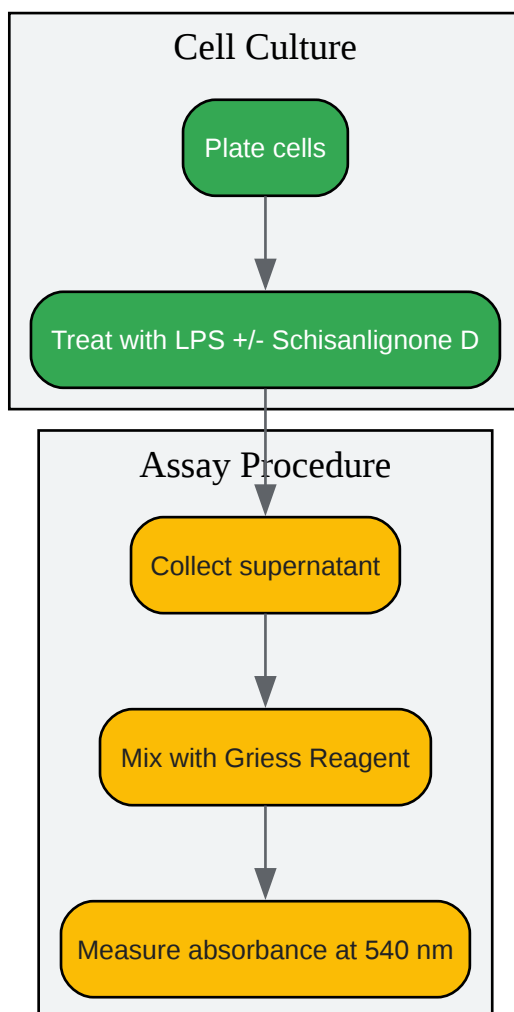 Cell Culture
Plate cells
Treat with LPS +/- Schisanlignone D
Assay Procedure
Collect supernatant
Mix with Griess Reagent
Measure absorbance at 540 nm